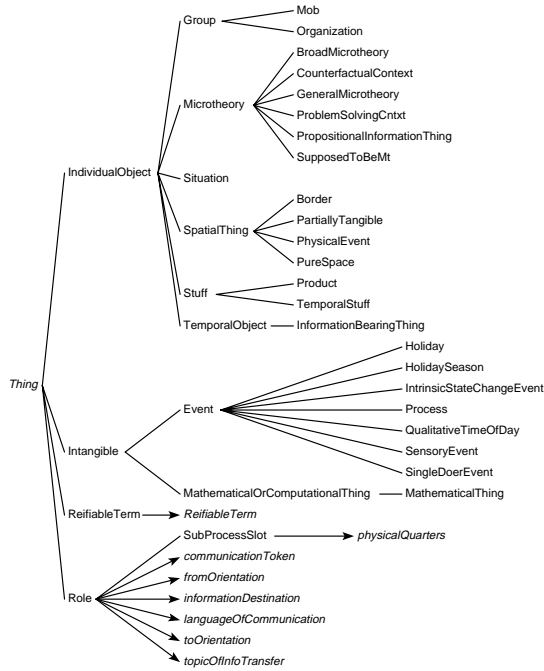 Mob
Group
Organization
BroadMicrotheory
CounterfactualContext
GeneralMicrotheory
Microtheory
ProblemSolvingCntxt
PropositionalInformationThing
SupposedToBeMt
IndividualObject
Situation
Border
PartiallyTangible
SpatialThing
PhysicalEvent
PureSpace
Product
Stuff
TemporalStuff
TemporalObject InformationBearingThing
Holiday
HolidaySeason
Thing
IntrinsicStateChangeEvent
Event Process
QualitativeTimeOfDay
Intangible
SensoryEvent
SingleDoerEvent
MathematicalOrComputationalThing MathematicalThing
ReifiableTerm ReifiableTerm
SubProcessSlot physicalQuarters
communicationToken
fromOrientation
Role informationDestination
languageOfCommunication
toOrientation
topicOfInfoTransfer